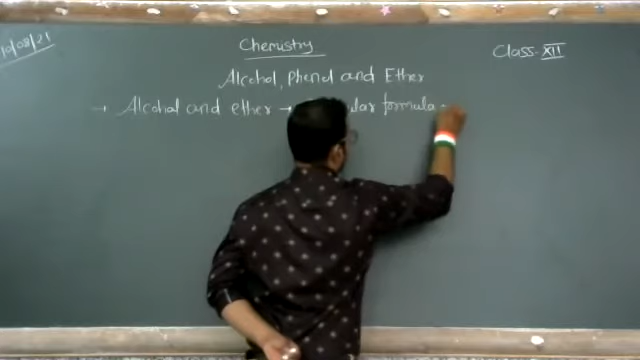 10/08/21
Chemistry
Class- XII
Alcohol, Phenol and Ether
→ Alcohol and ether → formula